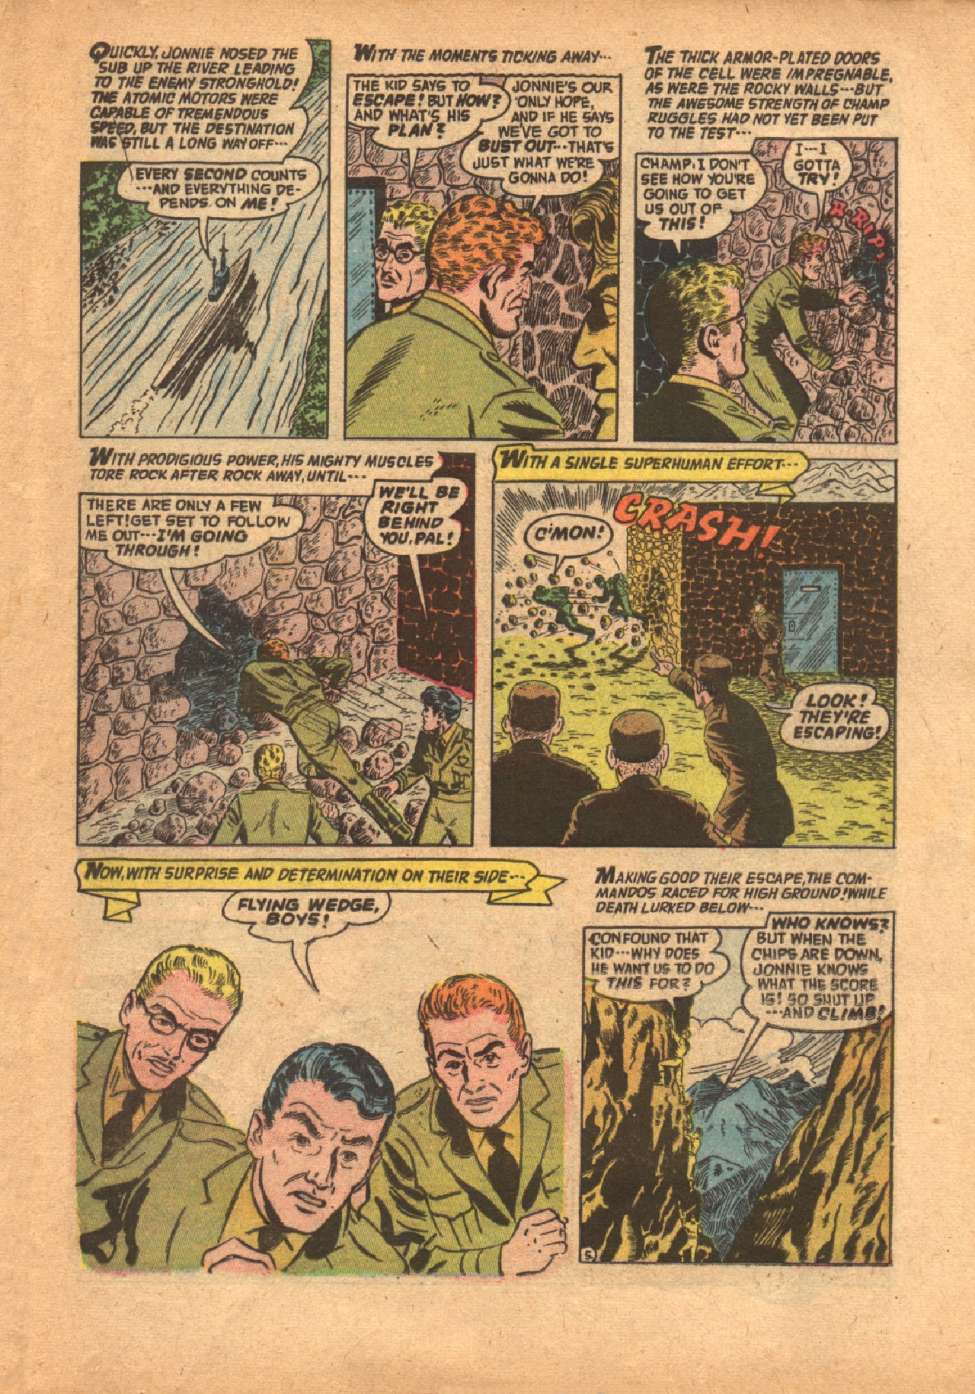 QUICKLY, JONNIE NOSED THE
SUB UP THE RIVER LEADING
TO THE ENEMY STRONGHOLD!
THE ATOMIC MOTORS WERE
CAPABLE OF TREMENDOUS
SPEED, BUT THE DESTINATION
WAS STILL A LONG WAY OFF---
EVERY SECOND COUNTS
---AND EVERYTHING DE-
PENDS ON ME!
WITH THE MOMENTS TICKING AWAY---
THE KID SAYS TO
ESCAPE! BUT HOW?
AND WHAT'S HIS
PLAN?
JONNIE'S OUR
ONLY HOPE,
AND IF HE SAYS
WE'VE GOT TO
BUST OUT---THAT'S
JUST WHAT WE'RE
GONNA DO!
THE THICK ARMOR-PLATED DOORS
OF THE CELL WERE IMPREGNABLE,
AS WERE THE ROCKY WALLS---BUT
THE AWESOME STRENGTH OF CHAMP
RUGGLES HAD NOT YET BEEN PUT
TO THE TEST---
CHAMP, I DON'T
SEE HOW YOU'RE
GOING TO GET
US OUT OF
THIS!
I---I
GOTTA
TRY!
R-R-RIP!
WITH PRODIGIOUS POWER, HIS MIGHTY MUSCLES
TORE ROCK AFTER ROCK AWAY, UNTIL---
THERE ARE ONLY A FEW
LEFT! GET SET TO FOLLOW
ME OUT---I'M GOING
THROUGH!
WE'LL BE
RIGHT
BEHIND
YOU, PAL!
WITH A SINGLE SUPERHUMAN EFFORT---
C'MON!
CRASH!
LOOK!
THEY'RE
ESCAPING!
NOW, WITH SURPRISE AND DETERMINATION ON THEIR SIDE---
FLYING WEDGE,
BOYS!
MAKING GOOD THEIR ESCAPE, THE COM-
MANDOS RACED FOR HIGH GROUND! WHILE
DEATH LURKED BELOW---
CONFOUND THAT
KID---WHY DOES
HE WANT US TO DO
THIS FOR?
WHO KNOWS?
BUT WHEN THE
CHIPS ARE DOWN,
JONNIE KNOWS
WHAT THE SCORE
IS! SO SHUT UP
---AND CLIMB!
5